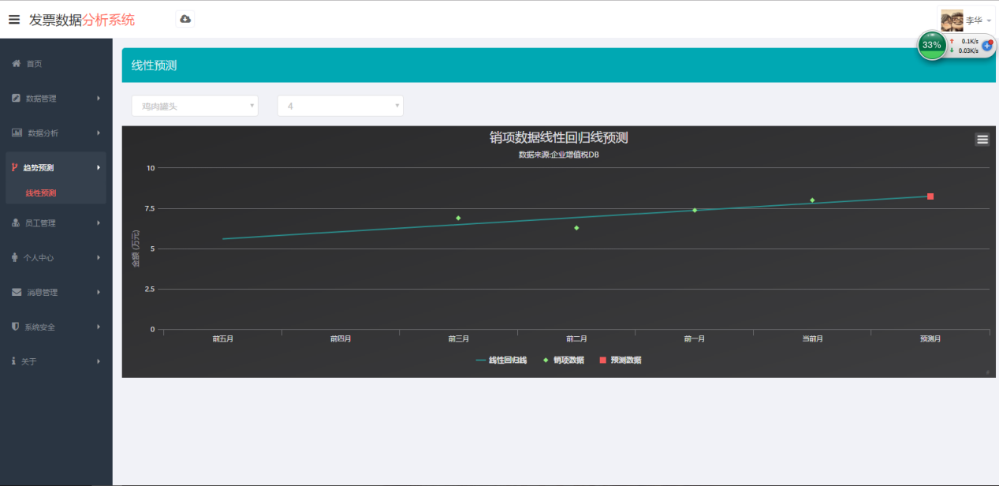 发票数据分析系统
李华
33%
0.1K/s
0.03K/s
首页
数据管理
数据分析
趋势预测
线性预测
员工管理
个人中心
消息管理
系统安全
关于
线性预测
鸡肉罐头
4
销项数据线性回归线预测
数据来源:企业增值税DB
金额 (万元)
10
7.5
5
2.5
0
前五月 前四月 前三月 前二月 前一月 当前月 预测月
线性回归线 销项数据 预测数据